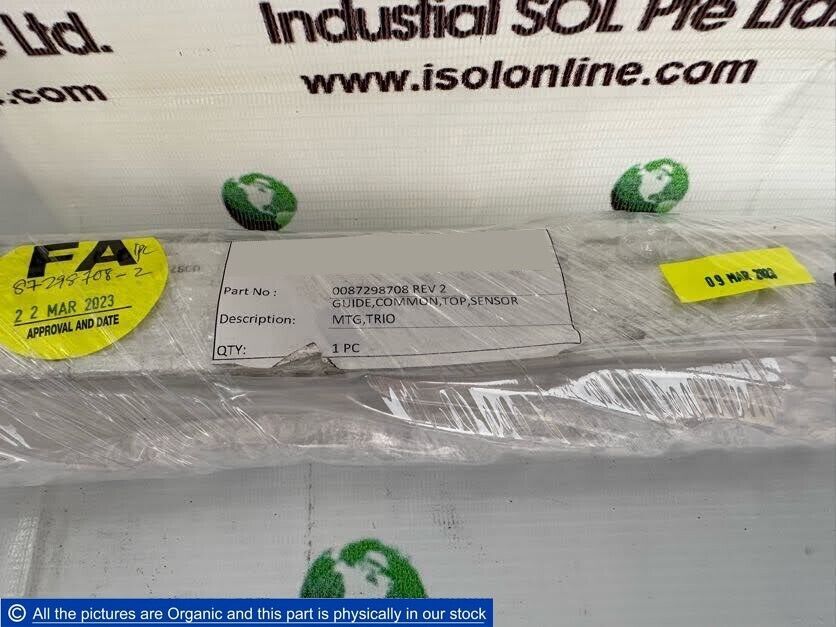 Ltd.
Industial SOL Pte Ltd
.com
www.isolonline.com
FA
1PC
87298708-2
22 MAR 2023
APPROVAL AND DATE
Part No : 0087298708 REV 2
GUIDE,COMMON,TOP,SENSOR
Description: MTG,TRIO
QTY: 1 PC
09 MAR 2023
© All the pictures are Organic and this part is physically in our stock